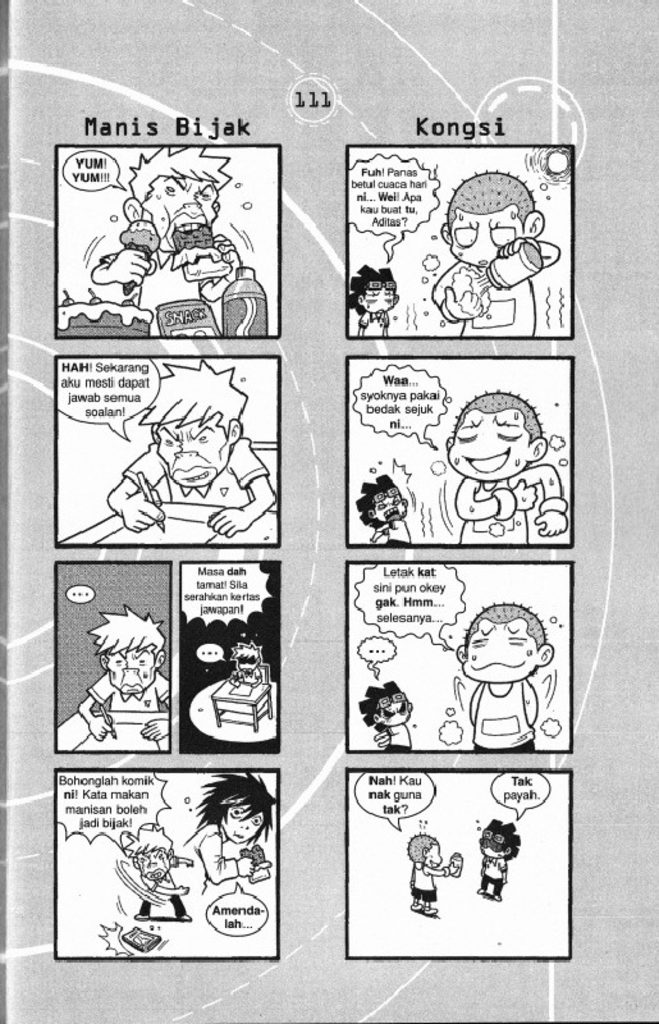 111
Manis Bijak
YUM!
YUM!!!
SNACK
HAH! Sekarang
aku mesti dapat
jawab semua
soalan!
...
Masa dah
tamat! Sila
serahkan kertas
jawapan!
...
Bohonglah komik
ni! Kata makan
manisan boleh
jadi bijak!
Amenda-
lah...
Kongsi
Fuh! Panas
betul cuaca hari
ni... Wei! Apa
kau buat tu,
Aditas?
Waa...
syoknya pakai
bedak sejuk
ni...
Letak kat
sini pun okey
gak. Hmm...
selesanya....
...
Nah! Kau
nak guna
tak?
Tak
payah.